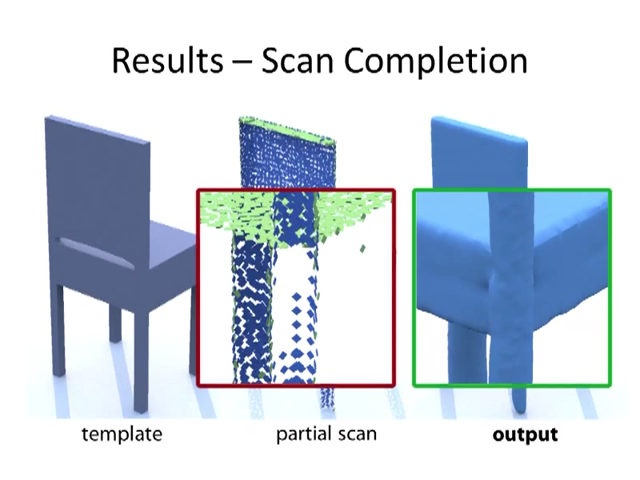 Results – Scan Completion
template
partial scan
output